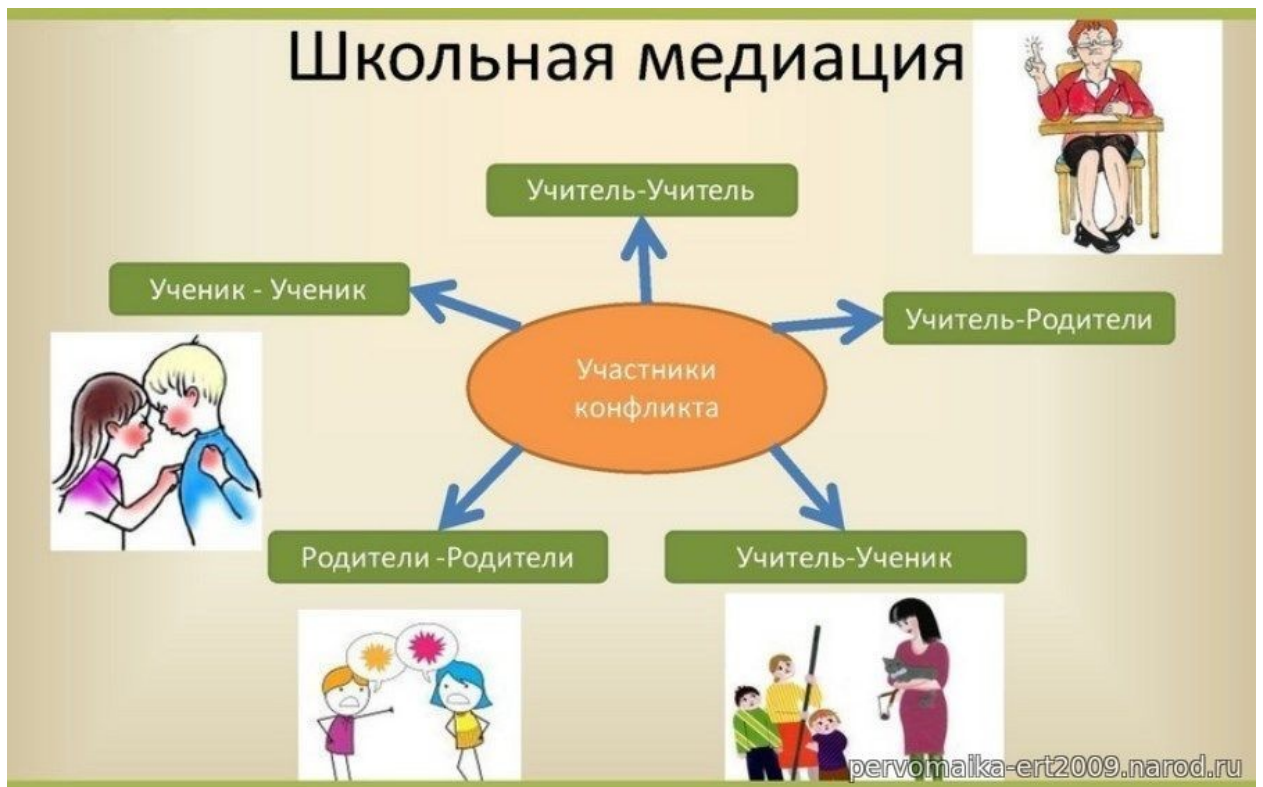 Школьная медиация
Учитель-Учитель
Ученик - Ученик
Учитель-Родители
Участники
конфликта
Родители -Родители
Учитель-Ученик
pervomaika-ert2009.narod.ru